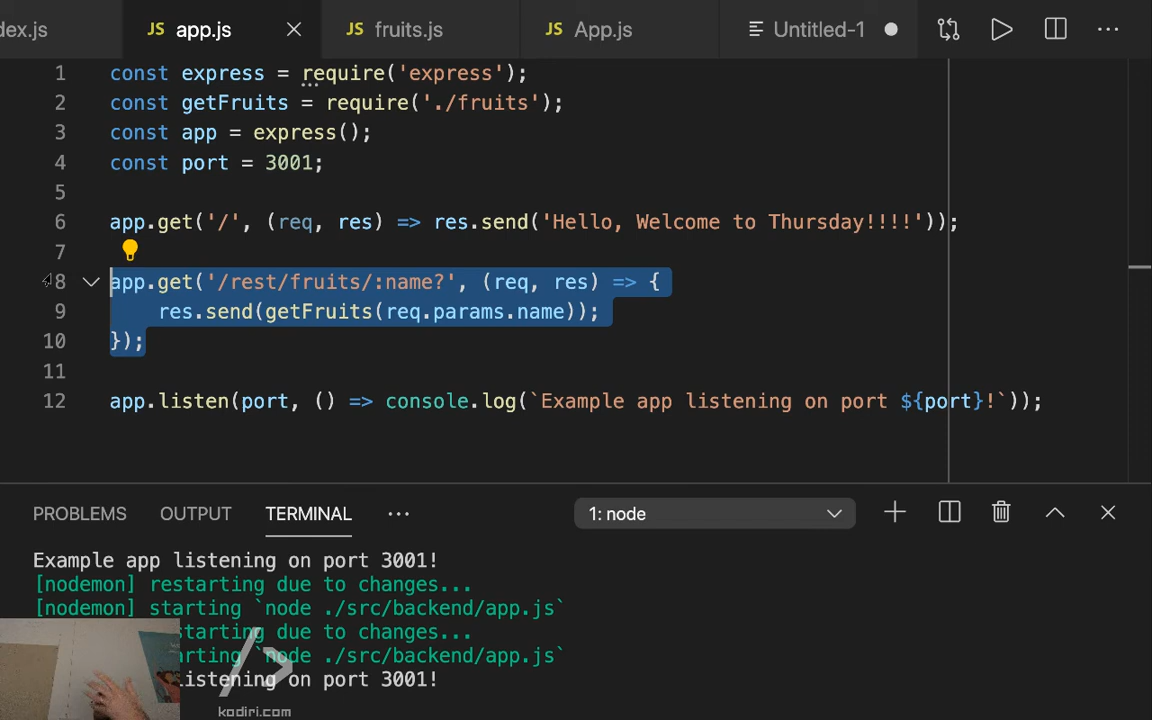 dex.js
JS app.js
JS fruits.js
JS App.js
Untitled-1
1 const express = require('express');
2 const getFruits = require('./fruits');
3 const app = express();
4 const port = 3001;
5
6 app.get('/', (req, res) => res.send('Hello, Welcome to Thursday!!!!'));
7
8 app.get('/rest/fruits/:name?', (req, res) => {
9 res.send(getFruits(req.params.name));
10 });
11
12 app.listen(port, () => console.log(`Example app listening on port ${port}!`));
PROBLEMS OUTPUT TERMINAL ··· 1: node
Example app listening on port 3001!
[nodemon] restarting due to changes...
[nodemon] starting `node ./src/backend/app.js`
starting due to changes...
arting `node ./src/backend/app.js`
listening on port 3001!
</>
kodiri.com